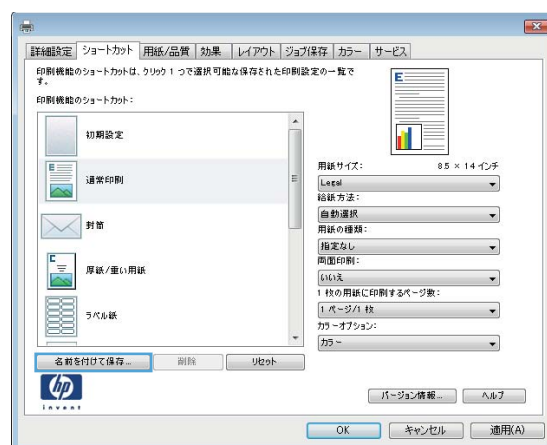 詳細設定 ショートカット 用紙/品質 効果 レイアウト ジョブ保存 カラー サービス
印刷機能のショートカットは、クリック 1 つで選択可能な保存された印刷設定の一覧で
す。
印刷機能のショートカット:
初期設定
通常印刷
封筒
厚紙/重い用紙
ラベル紙
名前を付けて保存... 削除 リセット
E
用紙サイズ: 8.5 × 14 インチ
Legal
給紙方法:
自動選択
用紙の種類:
指定なし
両面印刷:
いいえ
1 枚の用紙に印刷するページ数:
1 ページ/1 枚
カラーオプション:
カラー
hp
invent
バージョン情報... ヘルプ
OK キャンセル 適用(A)